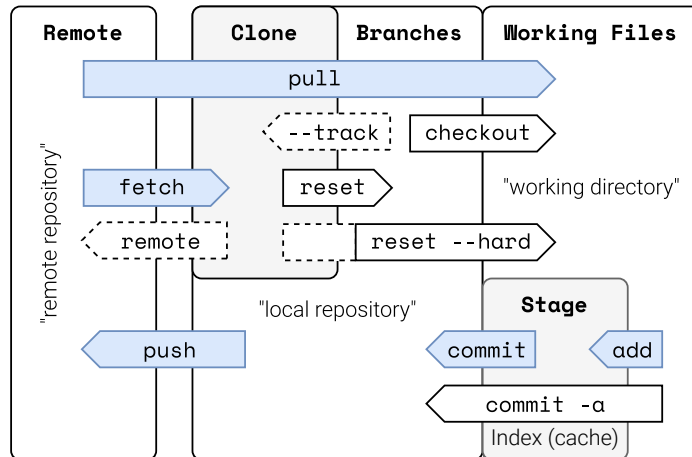 Remote
Clone
Branches
Working Files
pull
--track
checkout
"remote repository"
fetch
reset
"working directory"
remote
reset --hard
"local repository"
Stage
push
commit
add
commit -a
Index (cache)